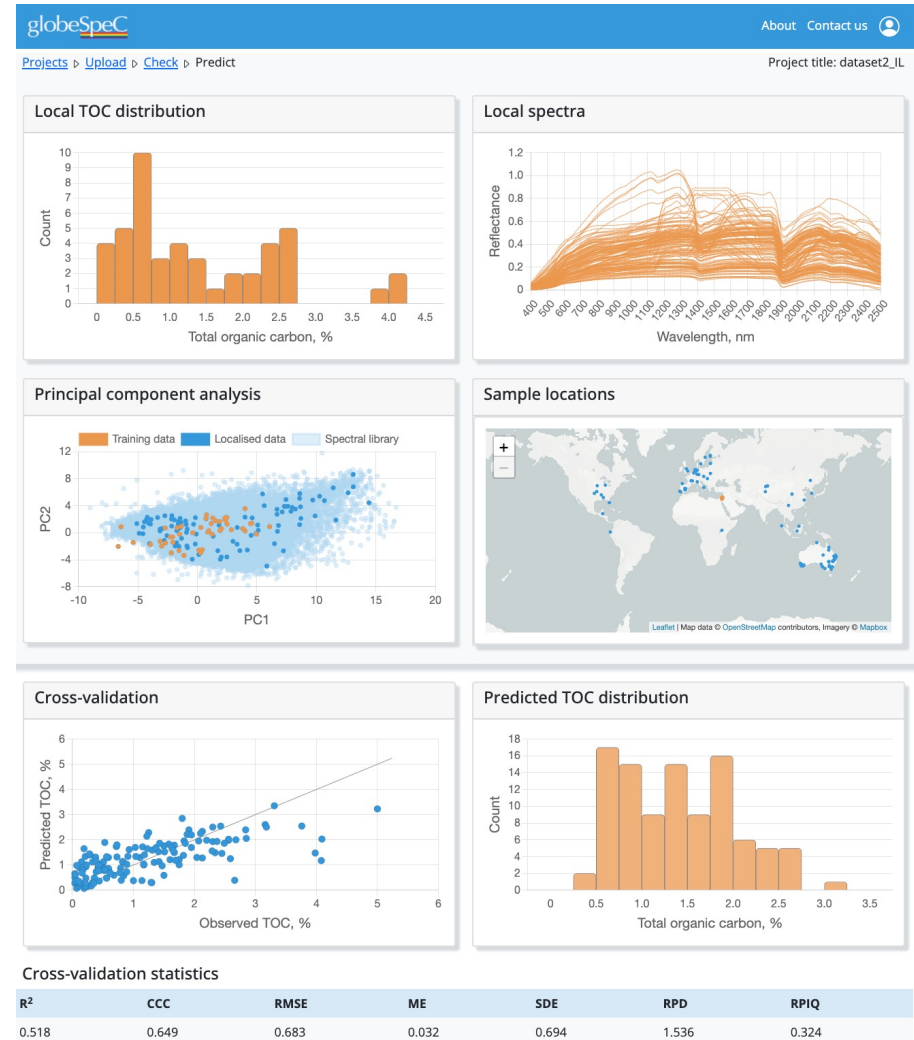 globeSpeC
About Contact us
Projects ▹ Upload ▹ Check ▹ Predict
Project title: dataset2_IL
Local TOC distribution
10
9
8
7
6
5
4
3
2
1
0
Count
0 0.5 1.0 1.5 2.0 2.5 3.0 3.5 4.0 4.5
Total organic carbon, %
Local spectra
1.2
1.0
0.8
0.6
0.4
0.2
0
Reflectance
400 500 600 700 800 900 1000 1100 1200 1300 1400 1500 1600 1700 1800 1900 2000 2100 2200 2300 2400 2500
Wavelength, nm
Principal component analysis
Training data Localised data Spectral library
12
8
4
0
-4
-8
PC2
-10 -5 0 5 10 15 20
PC1
Sample locations
+
−
Leaflet | Map data © OpenStreetMap contributors, Imagery © Mapbox
Cross-validation
6
5
4
3
2
1
0
Predicted TOC, %
0 1 2 3 4 5 6
Observed TOC, %
Predicted TOC distribution
18
16
14
12
10
8
6
4
2
0
Count
0 0.5 1.0 1.5 2.0 2.5 3.0 3.5
Total organic carbon, %
Cross-validation statistics
R² CCC RMSE ME SDE RPD RPIQ
0.518 0.649 0.683 0.032 0.694 1.536 0.324